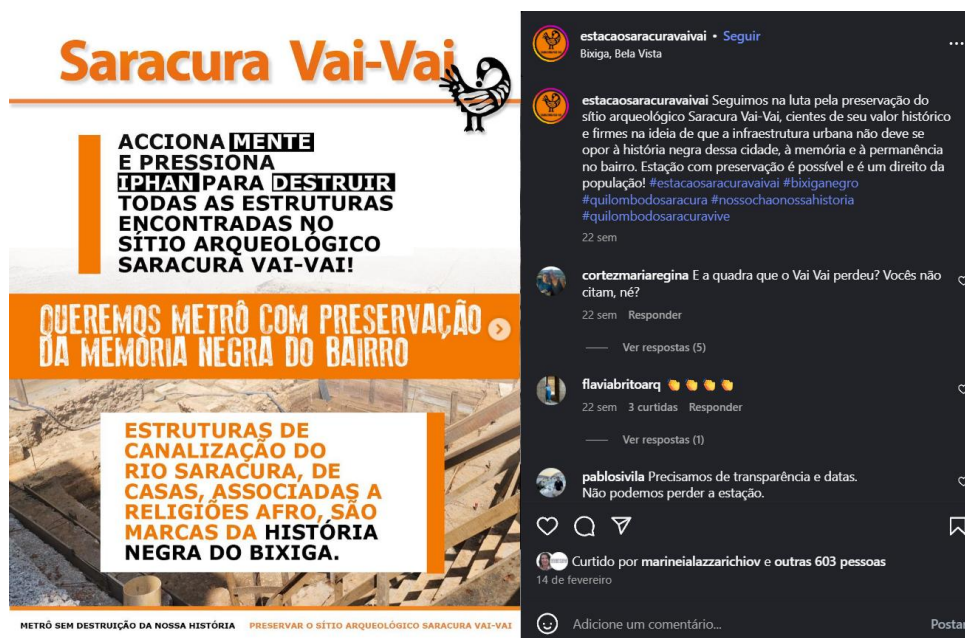 Saracura Vai-Vai
ACCIONA MENTE
E PRESSIONA
IPHAN PARA DESTRUIR
TODAS AS ESTRUTURAS
ENCONTRADAS NO
SÍTIO ARQUEOLÓGICO
SARACURA VAI-VAI!
QUEREMOS METRÔ COM PRESERVAÇÃO
DA MEMÓRIA NEGRA DO BAIRRO
ESTRUTURAS DE
CANALIZAÇÃO DO
RIO SARACURA, DE
CASAS, ASSOCIADAS A
RELIGIÕES AFRO, SÃO
MARCAS DA HISTÓRIA
NEGRA DO BIXIGA.
METRÔ SEM DESTRUIÇÃO DA NOSSA HISTÓRIA PRESERVAR O SÍTIO ARQUEOLÓGICO SARACURA VAI-VAI
estacaosaracuravaivai • Seguir
Bixiga, Bela Vista
estacaosaracuravaivai Seguimos na luta pela preservação do
sítio arqueológico Saracura Vai-Vai, cientes de seu valor histórico
e firmes na ideia de que a infraestrutura urbana não deve se
opor à história negra dessa cidade, à memória e à permanência
no bairro. Estação com preservação é possível e é um direito da
população! #estacaosaracuravaivai #bixiganegro
#quilombodosaracura #nossochaonossahistoria
#quilombodosaracuravive
22 sem
cortezmariaregina E a quadra que o Vai Vai perdeu? Vocês não
citam, né?
22 sem Responder
Ver respostas (5)
flaviabritoarq 👏👏👏👏
22 sem 3 curtidas Responder
Ver respostas (1)
pablosivila Precisamos de transparência e datas.
Não podemos perder a estação.
Curtido por marineialazzarichiov e outras 603 pessoas
14 de fevereiro
Adicione um comentário...
Postar